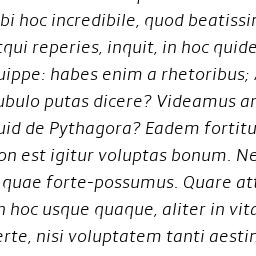 bi hoc incredibile, quod beatissi
qui reperies, inquit, in hoc quide
uippe: habes enim a rhetoribus;
ubulo putas dicere? Videamus an
uid de Pythagora? Eadem fortitu
on est igitur voluptas bonum. Ne
quae forte-possumus. Quare att
hoc usque quaque, aliter in vita
erte, nisi voluptatem tanti aestin